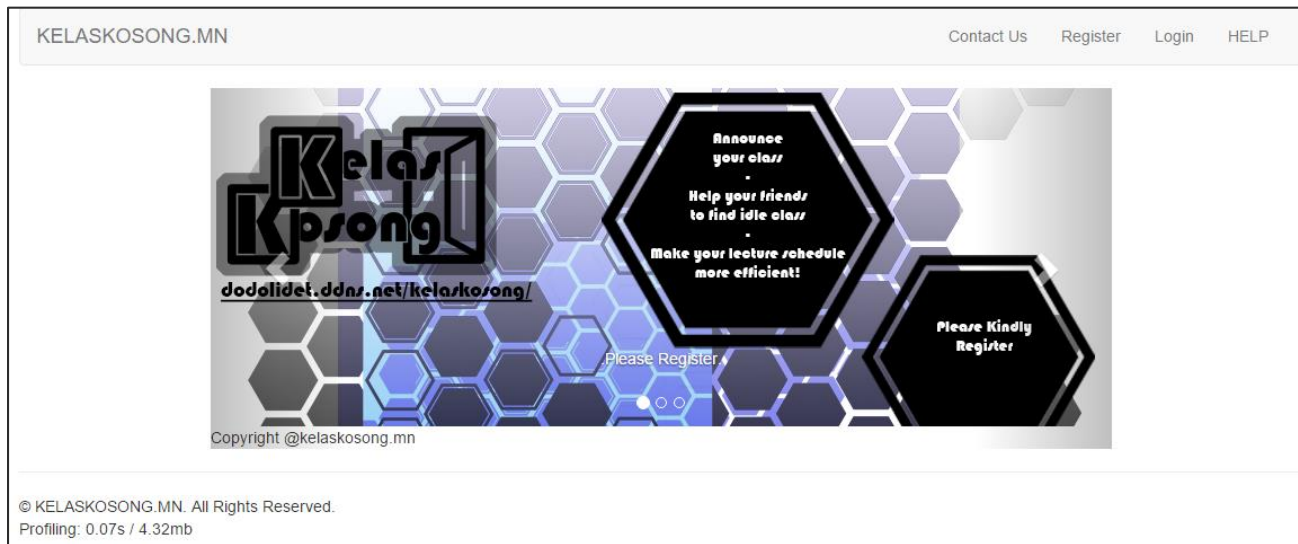 KELASKOSONG.MN
Contact Us Register Login HELP
Kelas
Kosong
dodolidet.ddns.net/kelaskosong/
Announce
your class
-
Help your friends
to find idle class
-
Make your lecture schedule
more efficient!
Please Kindly
Register
Please Register.
Copyright @kelaskosong.mn
© KELASKOSONG.MN. All Rights Reserved.
Profiling: 0.07s / 4.32mb